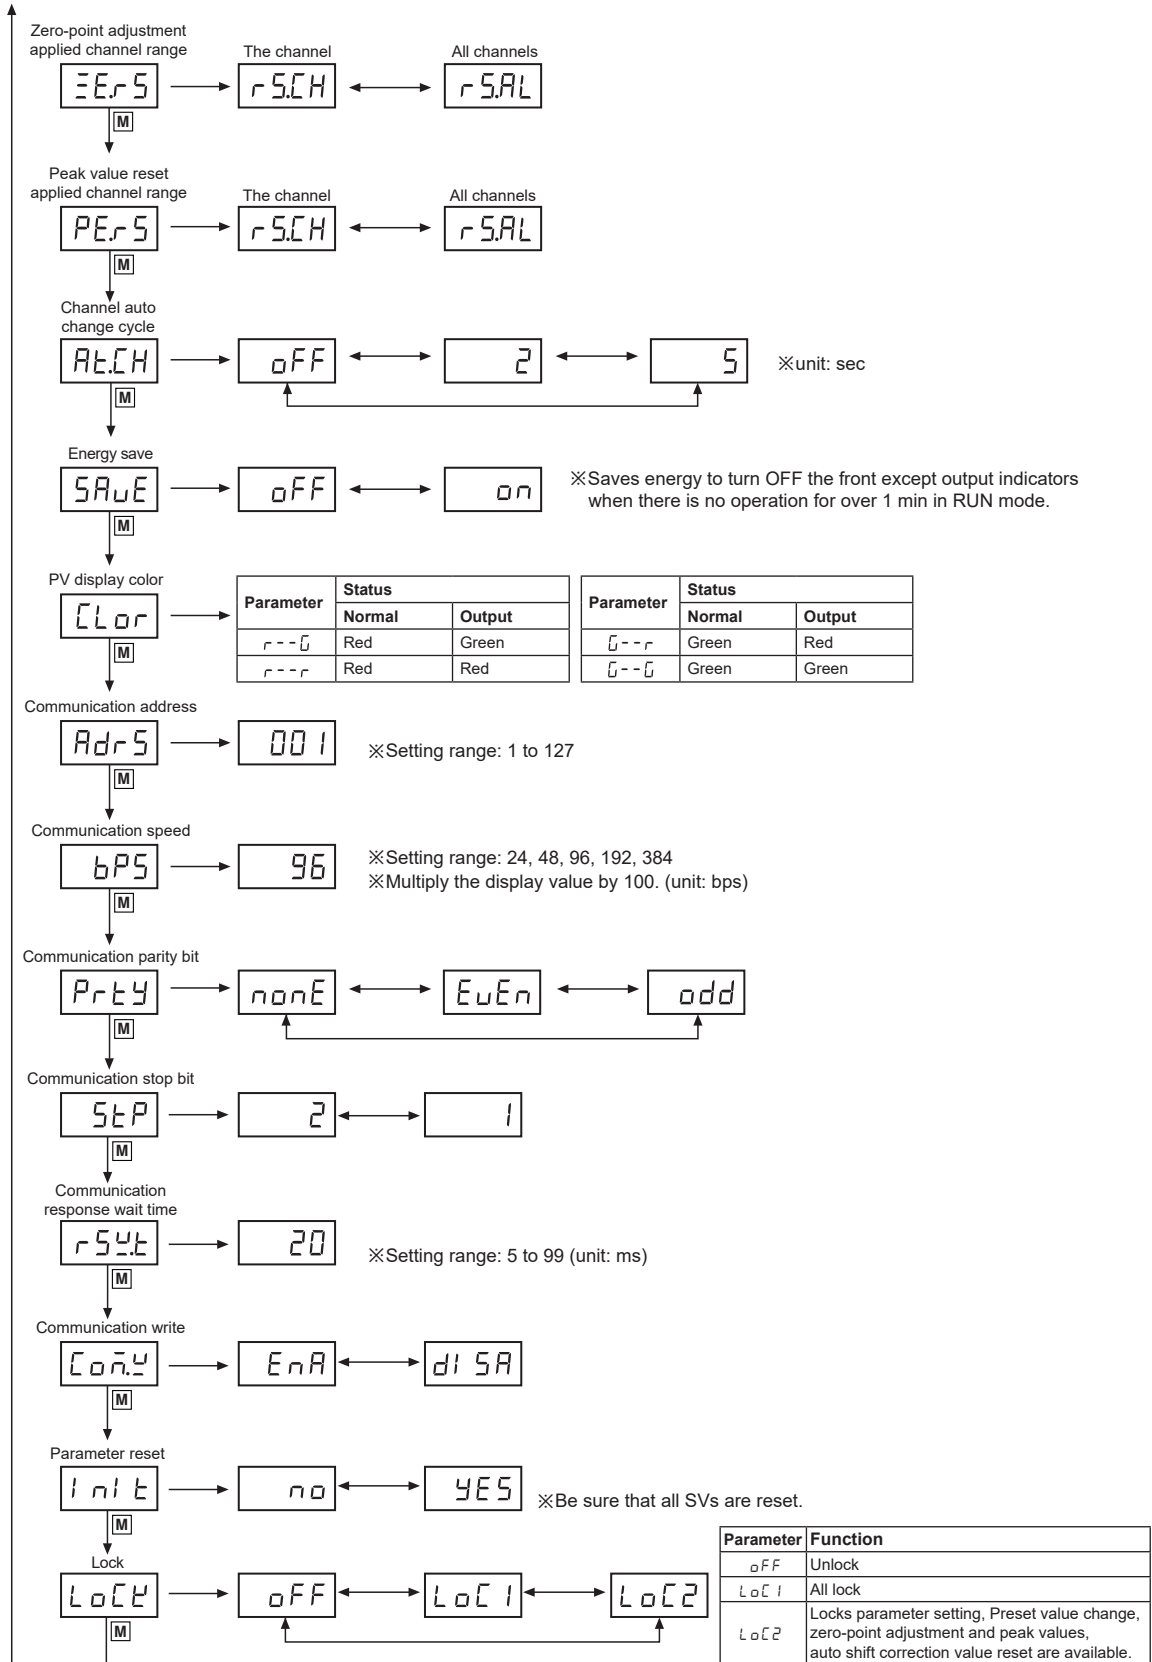 Zero-point adjustment
applied channel range
The channel
All channels
ZE.rS
rS.CH
rS.AL
M
Peak value reset
applied channel range
The channel
All channels
PE.rS
rS.CH
rS.AL
M
Channel auto
change cycle
At.CH
oFF
2
5
※unit: sec
M
Energy save
SAvE
oFF
on
※Saves energy to turn OFF the front except output indicators
when there is no operation for over 1 min in RUN mode.
M
PV display color
CLor
M
Parameter Status
Normal Output
r--G Red Green
r--r Red Red
Parameter Status
Normal Output
G--r Green Red
G--G Green Green
Communication address
AdrS
001
※Setting range: 1 to 127
M
Communication speed
bPS
96
※Setting range: 24, 48, 96, 192, 384
※Multiply the display value by 100. (unit: bps)
M
Communication parity bit
PrtY
nonE
EvEn
odd
M
Communication stop bit
StP
2
1
M
Communication
response wait time
rSW.t
20
※Setting range: 5 to 99 (unit: ms)
M
Communication write
CoM.W
EnA
dISA
M
Parameter reset
InIt
no
YES
※Be sure that all SVs are reset.
M
Lock
LoCK
oFF
LoC1
LoC2
M
Parameter Function
oFF Unlock
LoC1 All lock
LoC2 Locks parameter setting, Preset value change,
zero-point adjustment and peak values,
auto shift correction value reset are available.